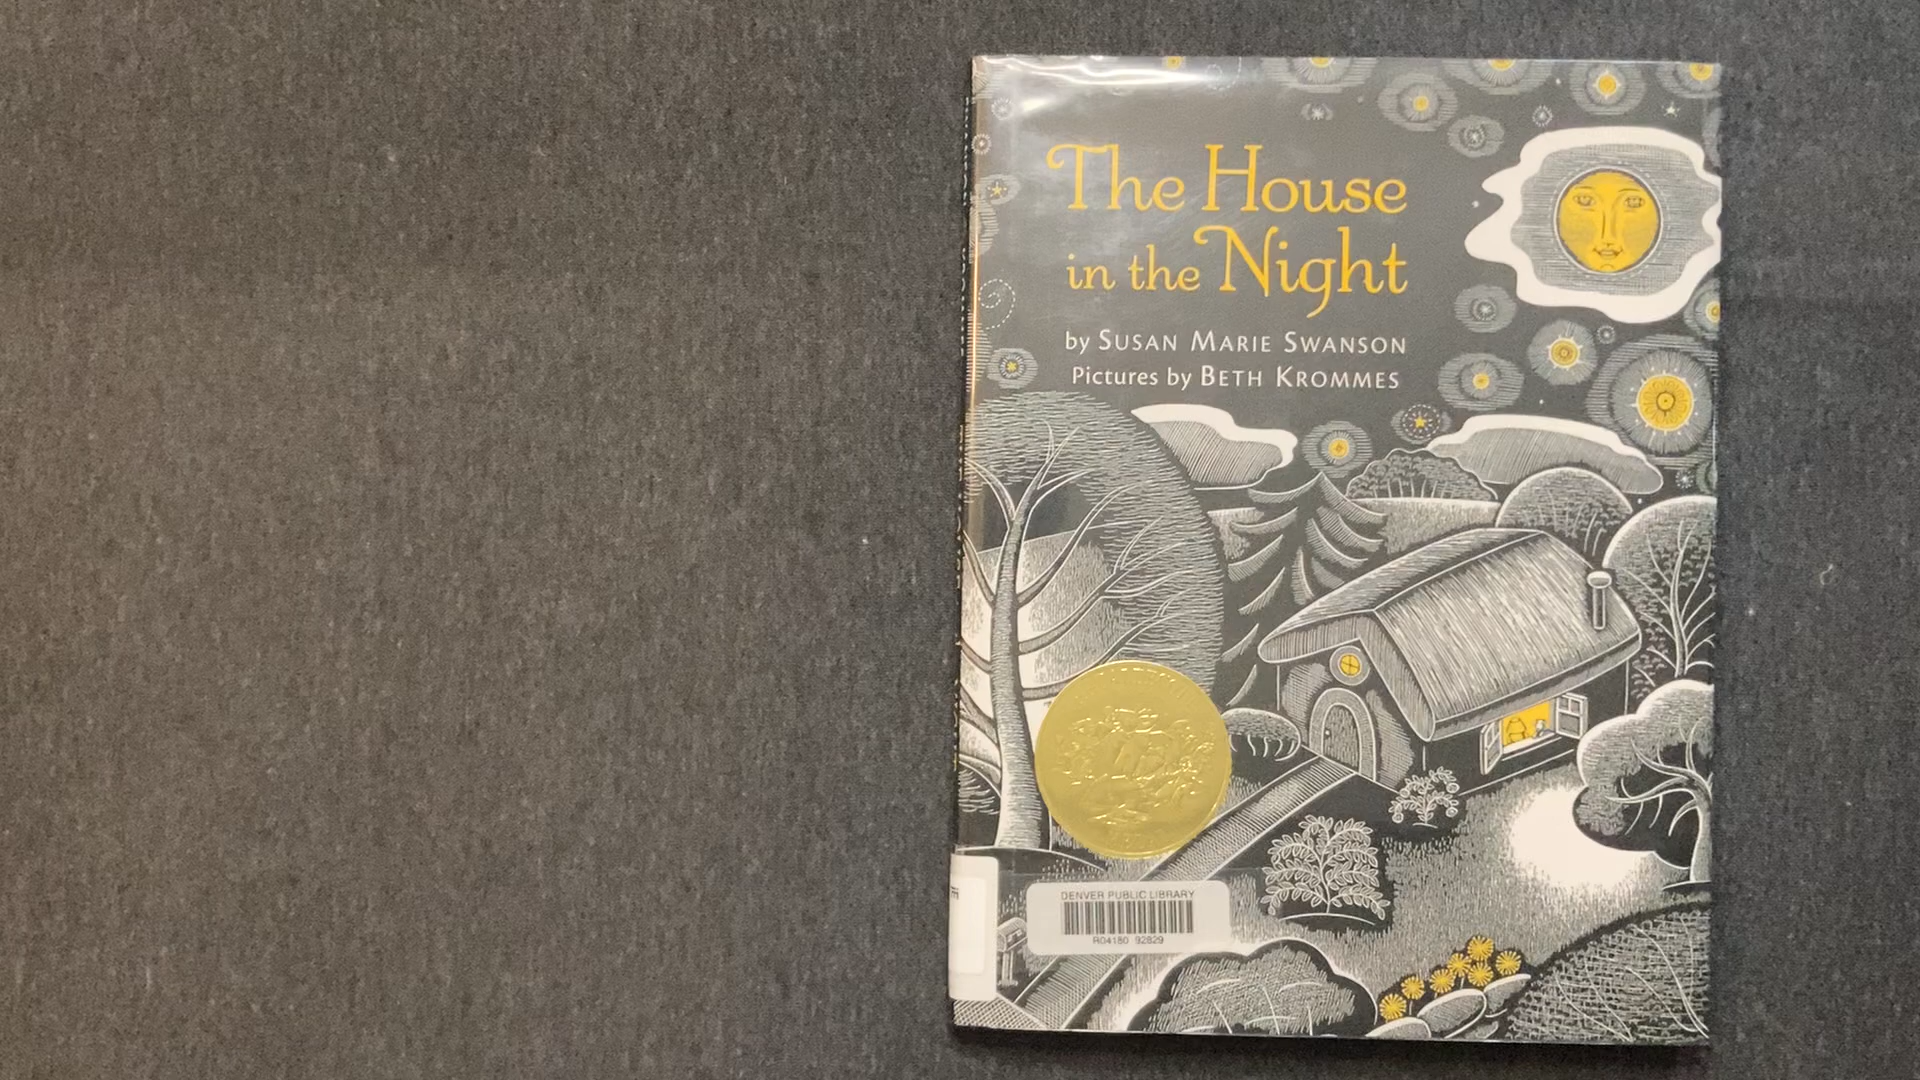 The House
in the Night
by SUSAN MARIE SWANSON
Pictures by BETH KROMMES
DENVER PUBLIC LIBRARY
R04180 92829